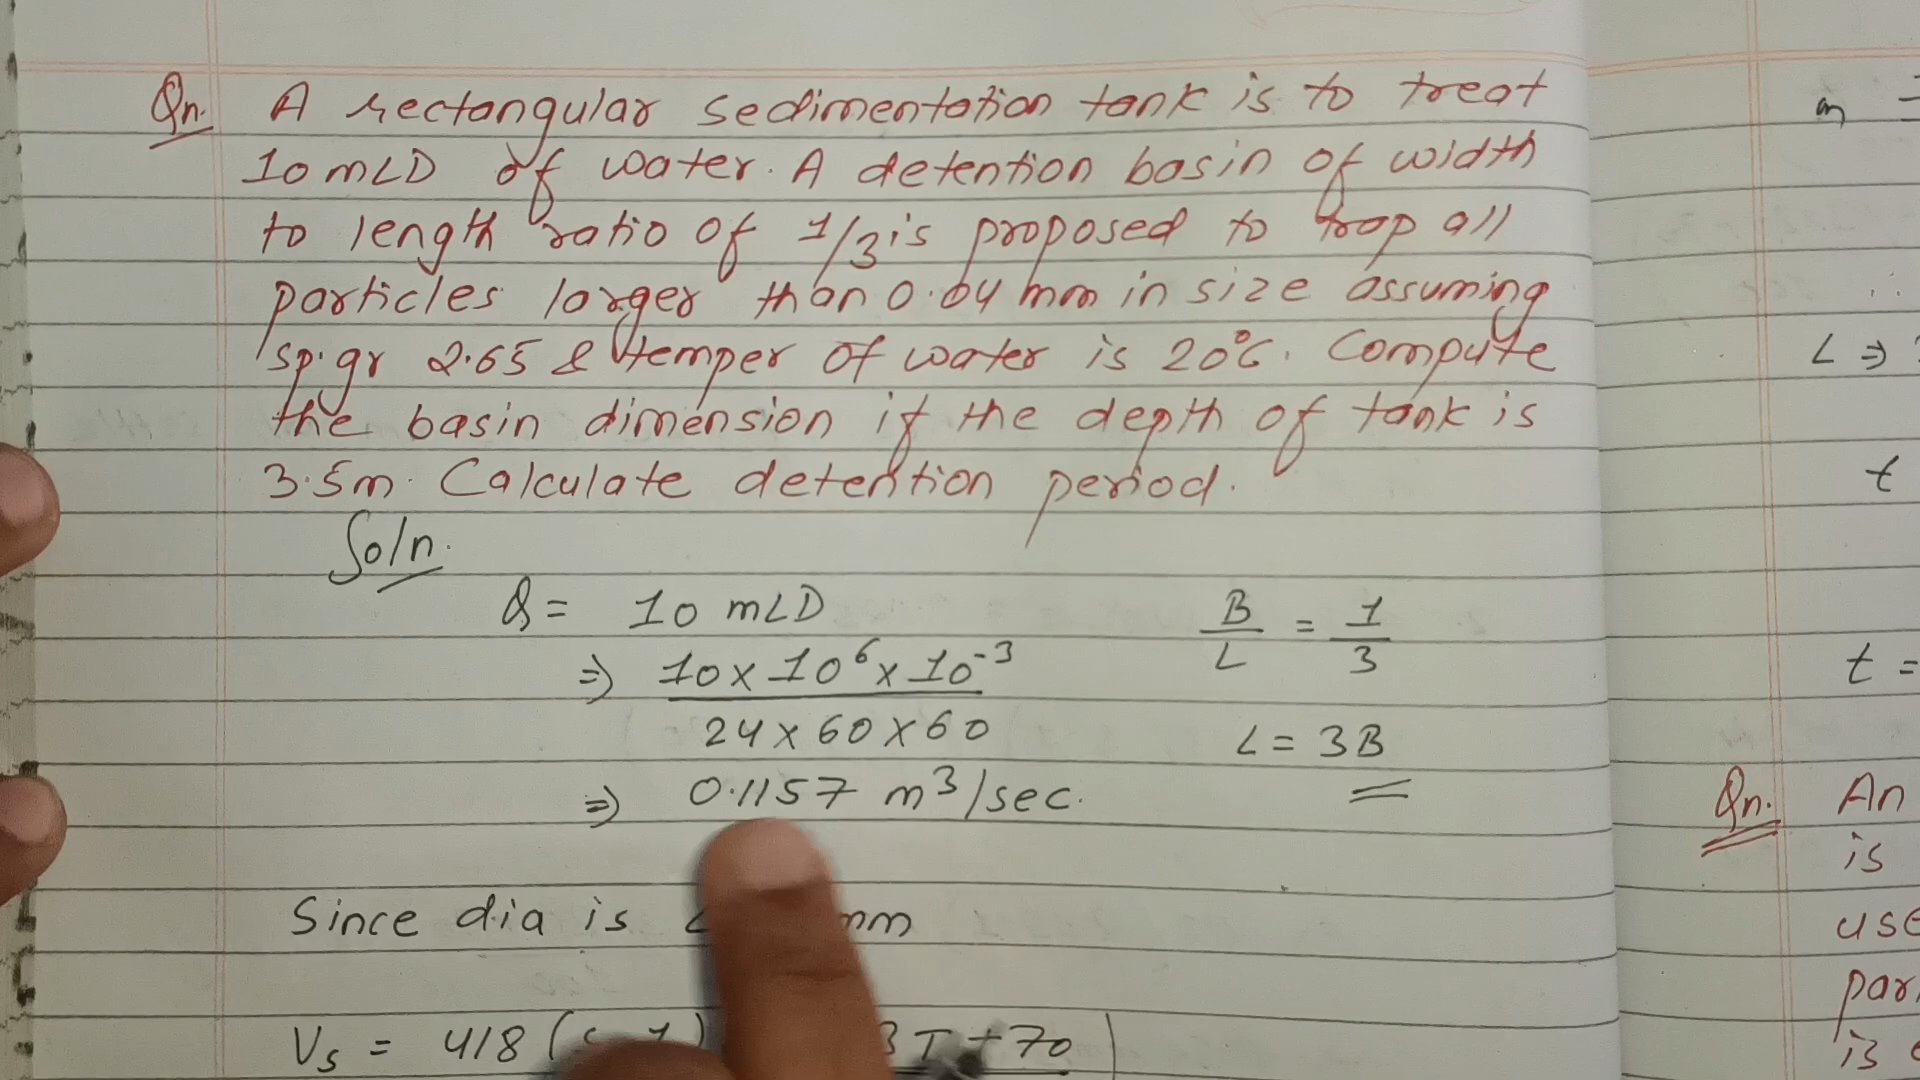 Qn. A rectangular sedimentation tank is to treat
10 MLD of water. A detention basin of width
to length ratio of 1/3 is proposed to trap all
particles larger than 0.04 mm in size assuming
sp. gr 2.65 & temper of water is 20°C. Compute
the basin dimension if the depth of tank is
3.5m. Calculate detention period.
Soln.
Q = 10 MLD
⇒ 10 x 10^6 x 10^-3
24 x 60 x 60
⇒ 0.1157 m^3/sec.
B/L = 1/3
L = 3B
Since dia is mm
Vs = 418 ( 3T + 70
m =
L ⇒
t
t =
Qn. An
is
use
par
is